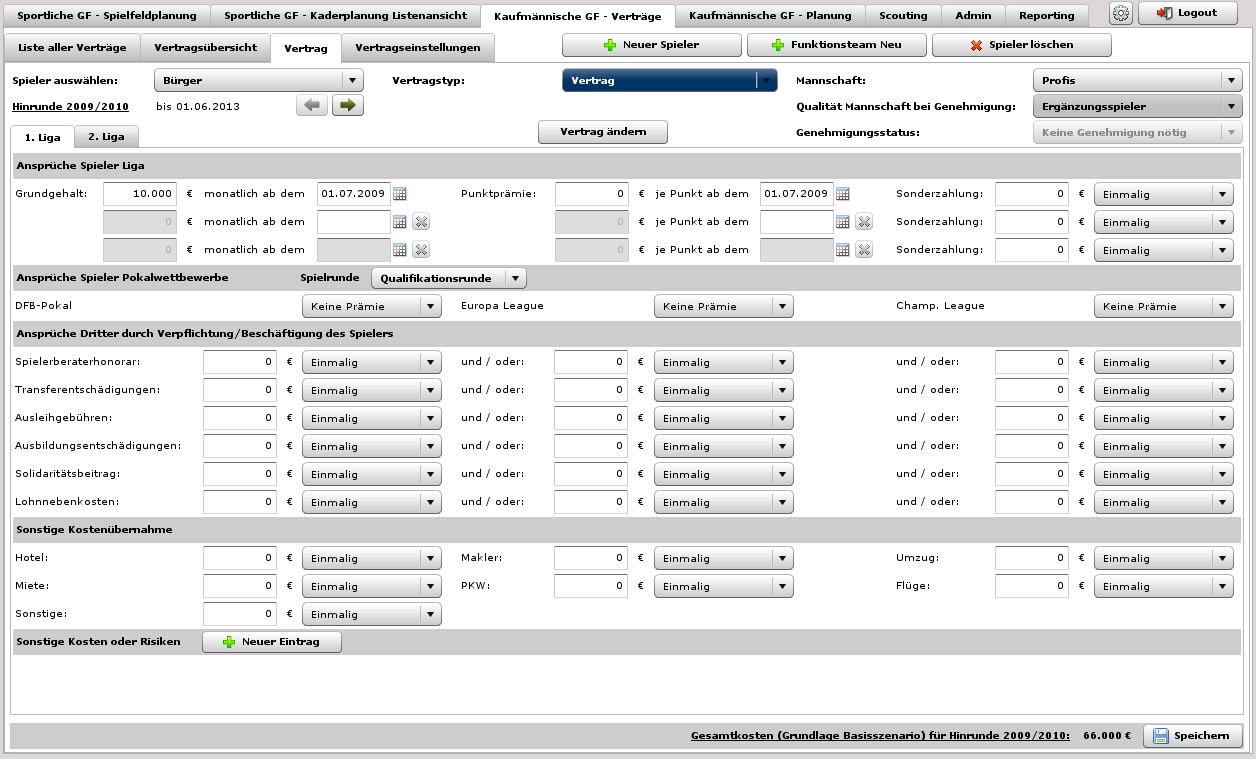 Sportliche GF - Spielfeldplanung Sportliche GF - Kaderplanung Listenansicht Kaufmännische GF - Verträge Kaufmännische GF - Planung Scouting Admin Reporting Logout
Liste aller Verträge Vertragsübersicht Vertrag Vertragseinstellungen Neuer Spieler Funktionsteam Neu Spieler löschen
Spieler auswählen: Bürger Vertragstyp: Vertrag Mannschaft: Profis
Hinrunde 2009/2010 bis 01.06.2013 Qualität Mannschaft bei Genehmigung: Ergänzungsspieler
1. Liga 2. Liga Vertrag ändern Genehmigungsstatus: Keine Genehmigung nötig
Ansprüche Spieler Liga
Grundgehalt: 10.000 € monatlich ab dem 01.07.2009 Punktprämie: 0 € je Punkt ab dem 01.07.2009 Sonderzahlung: 0 € Einmalig
0 € monatlich ab dem 0 € je Punkt ab dem Sonderzahlung: 0 € Einmalig
0 € monatlich ab dem 0 € je Punkt ab dem Sonderzahlung: 0 € Einmalig
Ansprüche Spieler Pokalwettbewerbe Spielrunde Qualifikationsrunde
DFB-Pokal Keine Prämie Europa League Keine Prämie Champ. League Keine Prämie
Ansprüche Dritter durch Verpflichtung/Beschäftigung des Spielers
Spielerberaterhonorar: 0 € Einmalig und / oder: 0 € Einmalig und / oder: 0 € Einmalig
Transferentschädigungen: 0 € Einmalig und / oder: 0 € Einmalig und / oder: 0 € Einmalig
Ausleihgebühren: 0 € Einmalig und / oder: 0 € Einmalig und / oder: 0 € Einmalig
Ausbildungsentschädigungen: 0 € Einmalig und / oder: 0 € Einmalig und / oder: 0 € Einmalig
Solidaritätsbeitrag: 0 € Einmalig und / oder: 0 € Einmalig und / oder: 0 € Einmalig
Lohnnebenkosten: 0 € Einmalig und / oder: 0 € Einmalig und / oder: 0 € Einmalig
Sonstige Kostenübernahme
Hotel: 0 € Einmalig Makler: 0 € Einmalig Umzug: 0 € Einmalig
Miete: 0 € Einmalig PKW: 0 € Einmalig Flüge: 0 € Einmalig
Sonstige: 0 € Einmalig
Sonstige Kosten oder Risiken Neuer Eintrag
Gesamtkosten (Grundlage Basisszenario) für Hinrunde 2009/2010: 66.000 € Speichern